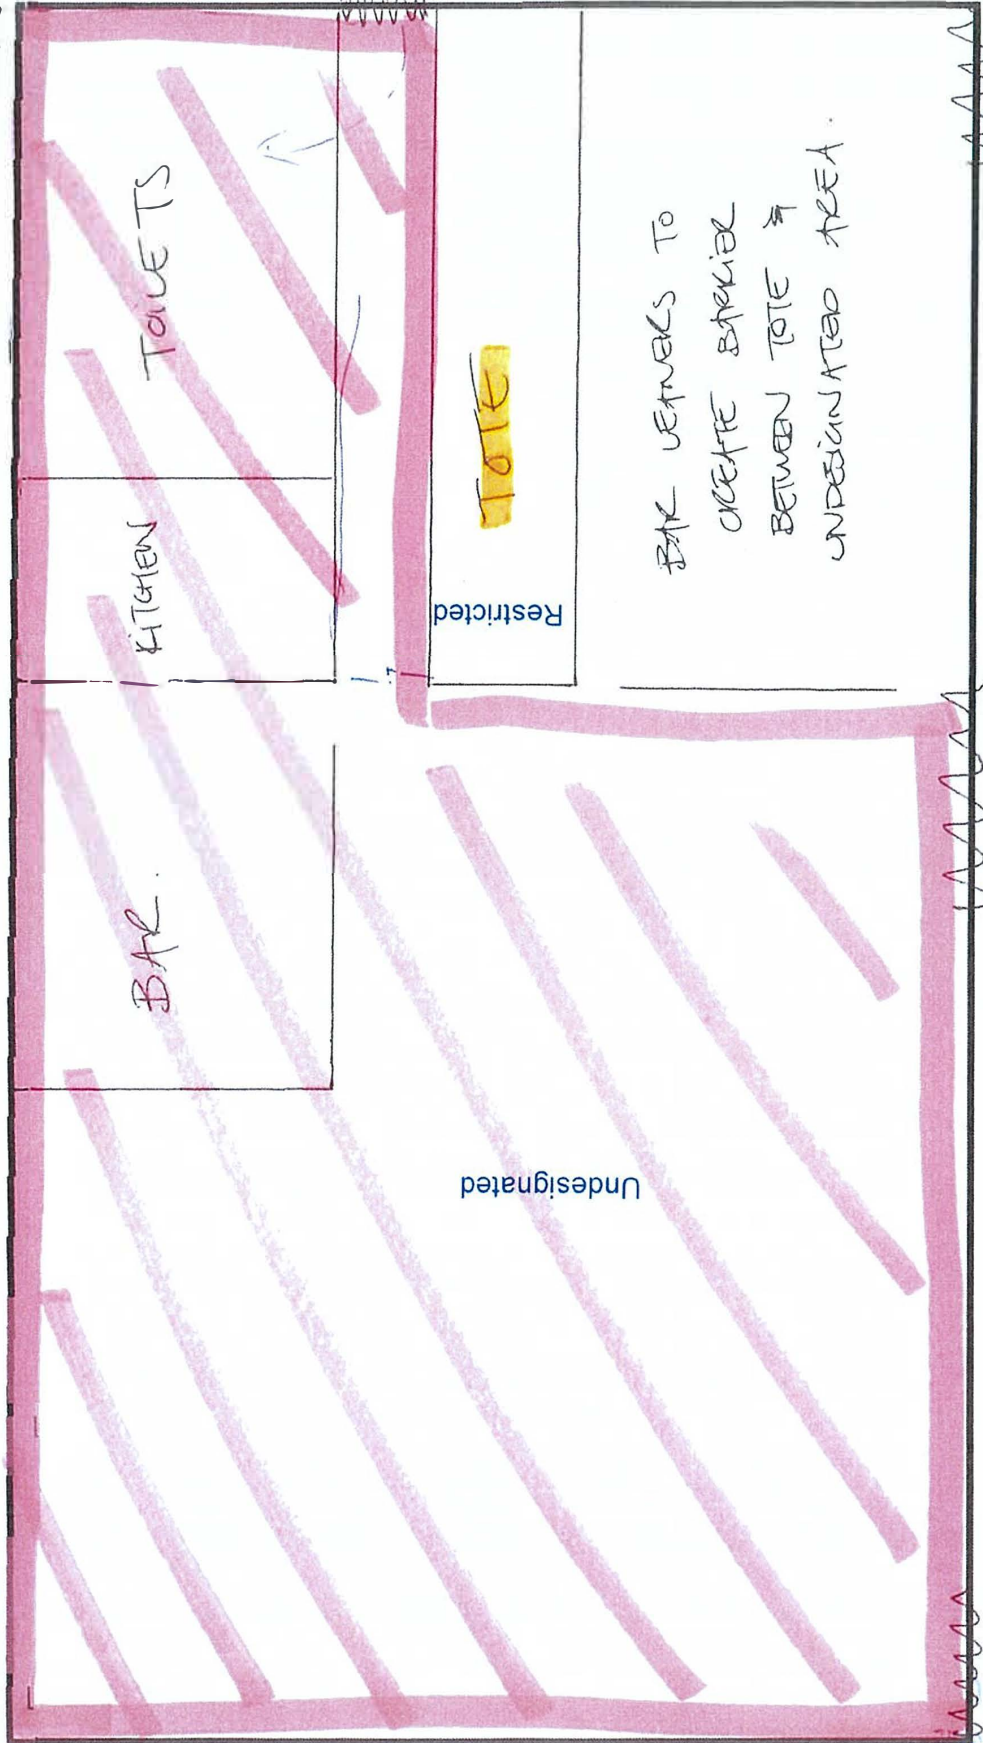 TOILETS
KITCHEN
BAR.
TOTE
Restricted
BAR LEANERS TO
CREATE BARRIER
BETWEEN TOTE &
UNDESIGNATED AREA.
Undesignated